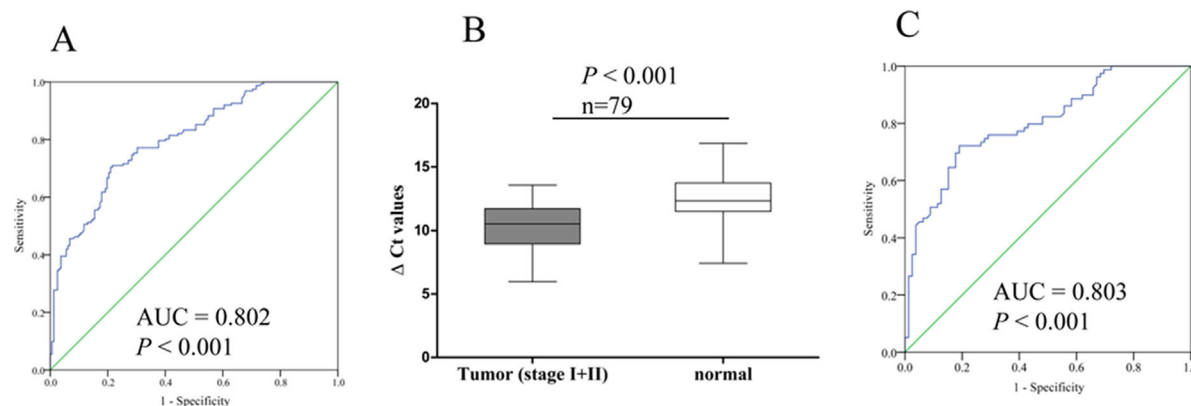 A
1.0
0.8
0.6
0.4
0.2
0.0
0.0 0.2 0.4 0.6 0.8 1.0
Sensitivity
1 - Specificity
AUC = 0.802
P < 0.001
B
P < 0.001
n=79
20
15
10
5
0
Δ Ct values
Tumor (stage I+II) normal
C
1.0
0.8
0.6
0.4
0.2
0.0
0.0 0.2 0.4 0.6 0.8 1.0
Sensitivity
1 - Specificity
AUC = 0.803
P < 0.001